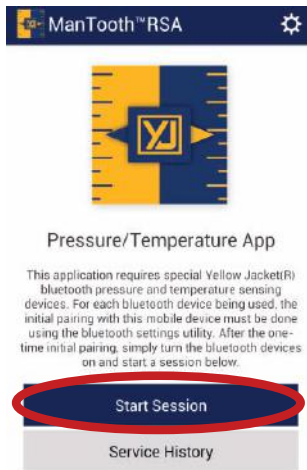 ManTooth™RSA
YJ
Pressure/Temperature App
This application requires special Yellow Jacket(R)
bluetooth pressure and temperature sensing
devices. For each bluetooth device being used, the
initial pairing with this mobile device must be done
using the bluetooth settings utility. After the one-
time initial pairing, simply turn the bluetooth devices
on and start a session below.
Start Session
Service History